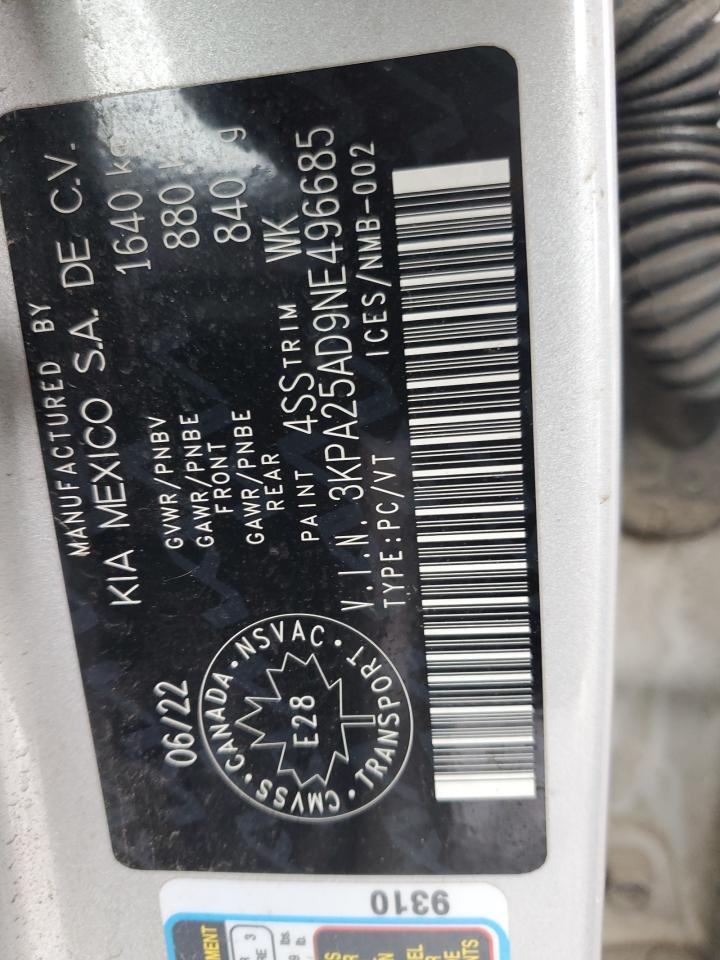 MANUFACTURED BY
KIA MEXICO S.A. DE C.V.
06/22
GVWR/PNBV 1640 kg
GAWR/PNBE FRONT 880
GAWR/PNBE REAR 840 g
PAINT 4SS TRIM WK
V.I.N. 3KPA25AD9NE496685
TYPE:PC/VT ICES/NMB-002
CANADA • NSVAC • TRANSPORT • CMVSS •
E28
9310